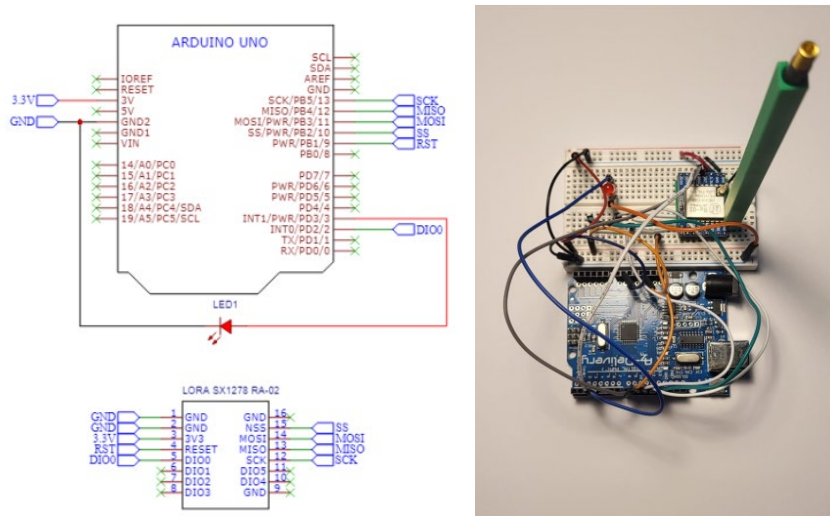 ARDUINO UNO
SCL
SDA
IOREF AREF
RESET GND
3.3V 3V SCK/PB5/13 SCK
5V MISO/PB4/12 MISO
GND GND2 MOSI/PWR/PB3/11 MOSI
GND1 SS/PWR/PB2/10 SS
VIN PWR/PB1/9 RST
PB0/8
14/A0/PC0
15/A1/PC1 PD7/7
16/A2/PC2 PWR/PD6/6
17/A3/PC3 PWR/PD5/5
18/A4/PC4/SDA PD4/4
19/A5/PC5/SCL INT1/PWR/PD3/3
INT0/PD2/2 DIO0
TX/PD1/1
RX/PD0/0
LED1
LORA SX1278 RA-02
GND 1 GND GND 16
GND 2 GND NSS 15 SS
3.3V 3 3V3 MOSI 14 MOSI
RST 4 RESET MISO 13 MISO
DIO0 5 DIO0 SCK 12 SCK
6 DIO1 DIO5 11
7 DIO2 DIO4 10
8 DIO3 GND 9
AzDelivery